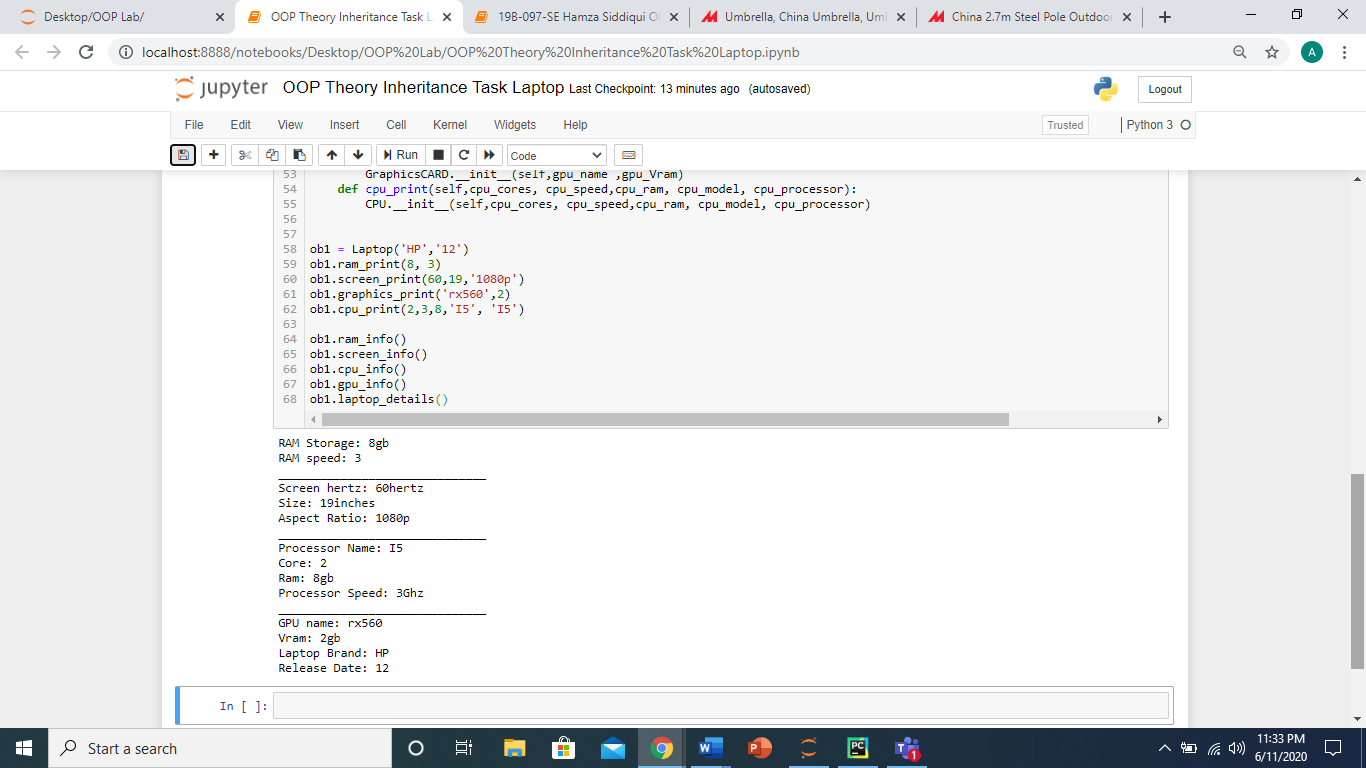 Desktop/OOP Lab/
OOP Theory Inheritance Task L
19B-097-SE Hamza Siddiqui O
Umbrella, China Umbrella, Um
China 2.7m Steel Pole Outdoor
localhost:8888/notebooks/Desktop/OOP%20Lab/OOP%20Theory%20Inheritance%20Task%20Laptop.ipynb
A
jupyter OOP Theory Inheritance Task Laptop Last Checkpoint: 13 minutes ago (autosaved)
Logout
File Edit View Insert Cell Kernel Widgets Help
Trusted
Python 3
Run
Code
53 GraphicsCARD.__init__(self,gpu_name ,gpu_Vram)
54 def cpu_print(self,cpu_cores, cpu_speed,cpu_ram, cpu_model, cpu_processor):
55 CPU.__init__(self,cpu_cores, cpu_speed,cpu_ram, cpu_model, cpu_processor)
56
57
58 ob1 = Laptop('HP','12')
59 ob1.ram_print(8, 3)
60 ob1.screen_print(60,19,'1080p')
61 ob1.graphics_print('rx560',2)
62 ob1.cpu_print(2,3,8,'I5', 'I5')
63
64 ob1.ram_info()
65 ob1.screen_info()
66 ob1.cpu_info()
67 ob1.gpu_info()
68 ob1.laptop_details()
RAM Storage: 8gb
RAM speed: 3
______________________________
Screen hertz: 60hertz
Size: 19inches
Aspect Ratio: 1080p
______________________________
Processor Name: I5
Core: 2
Ram: 8gb
Processor Speed: 3Ghz
______________________________
GPU name: rx560
Vram: 2gb
Laptop Brand: HP
Release Date: 12
In [ ]:
Start a search
W
P
PC
T
1
11:33 PM
6/11/2020